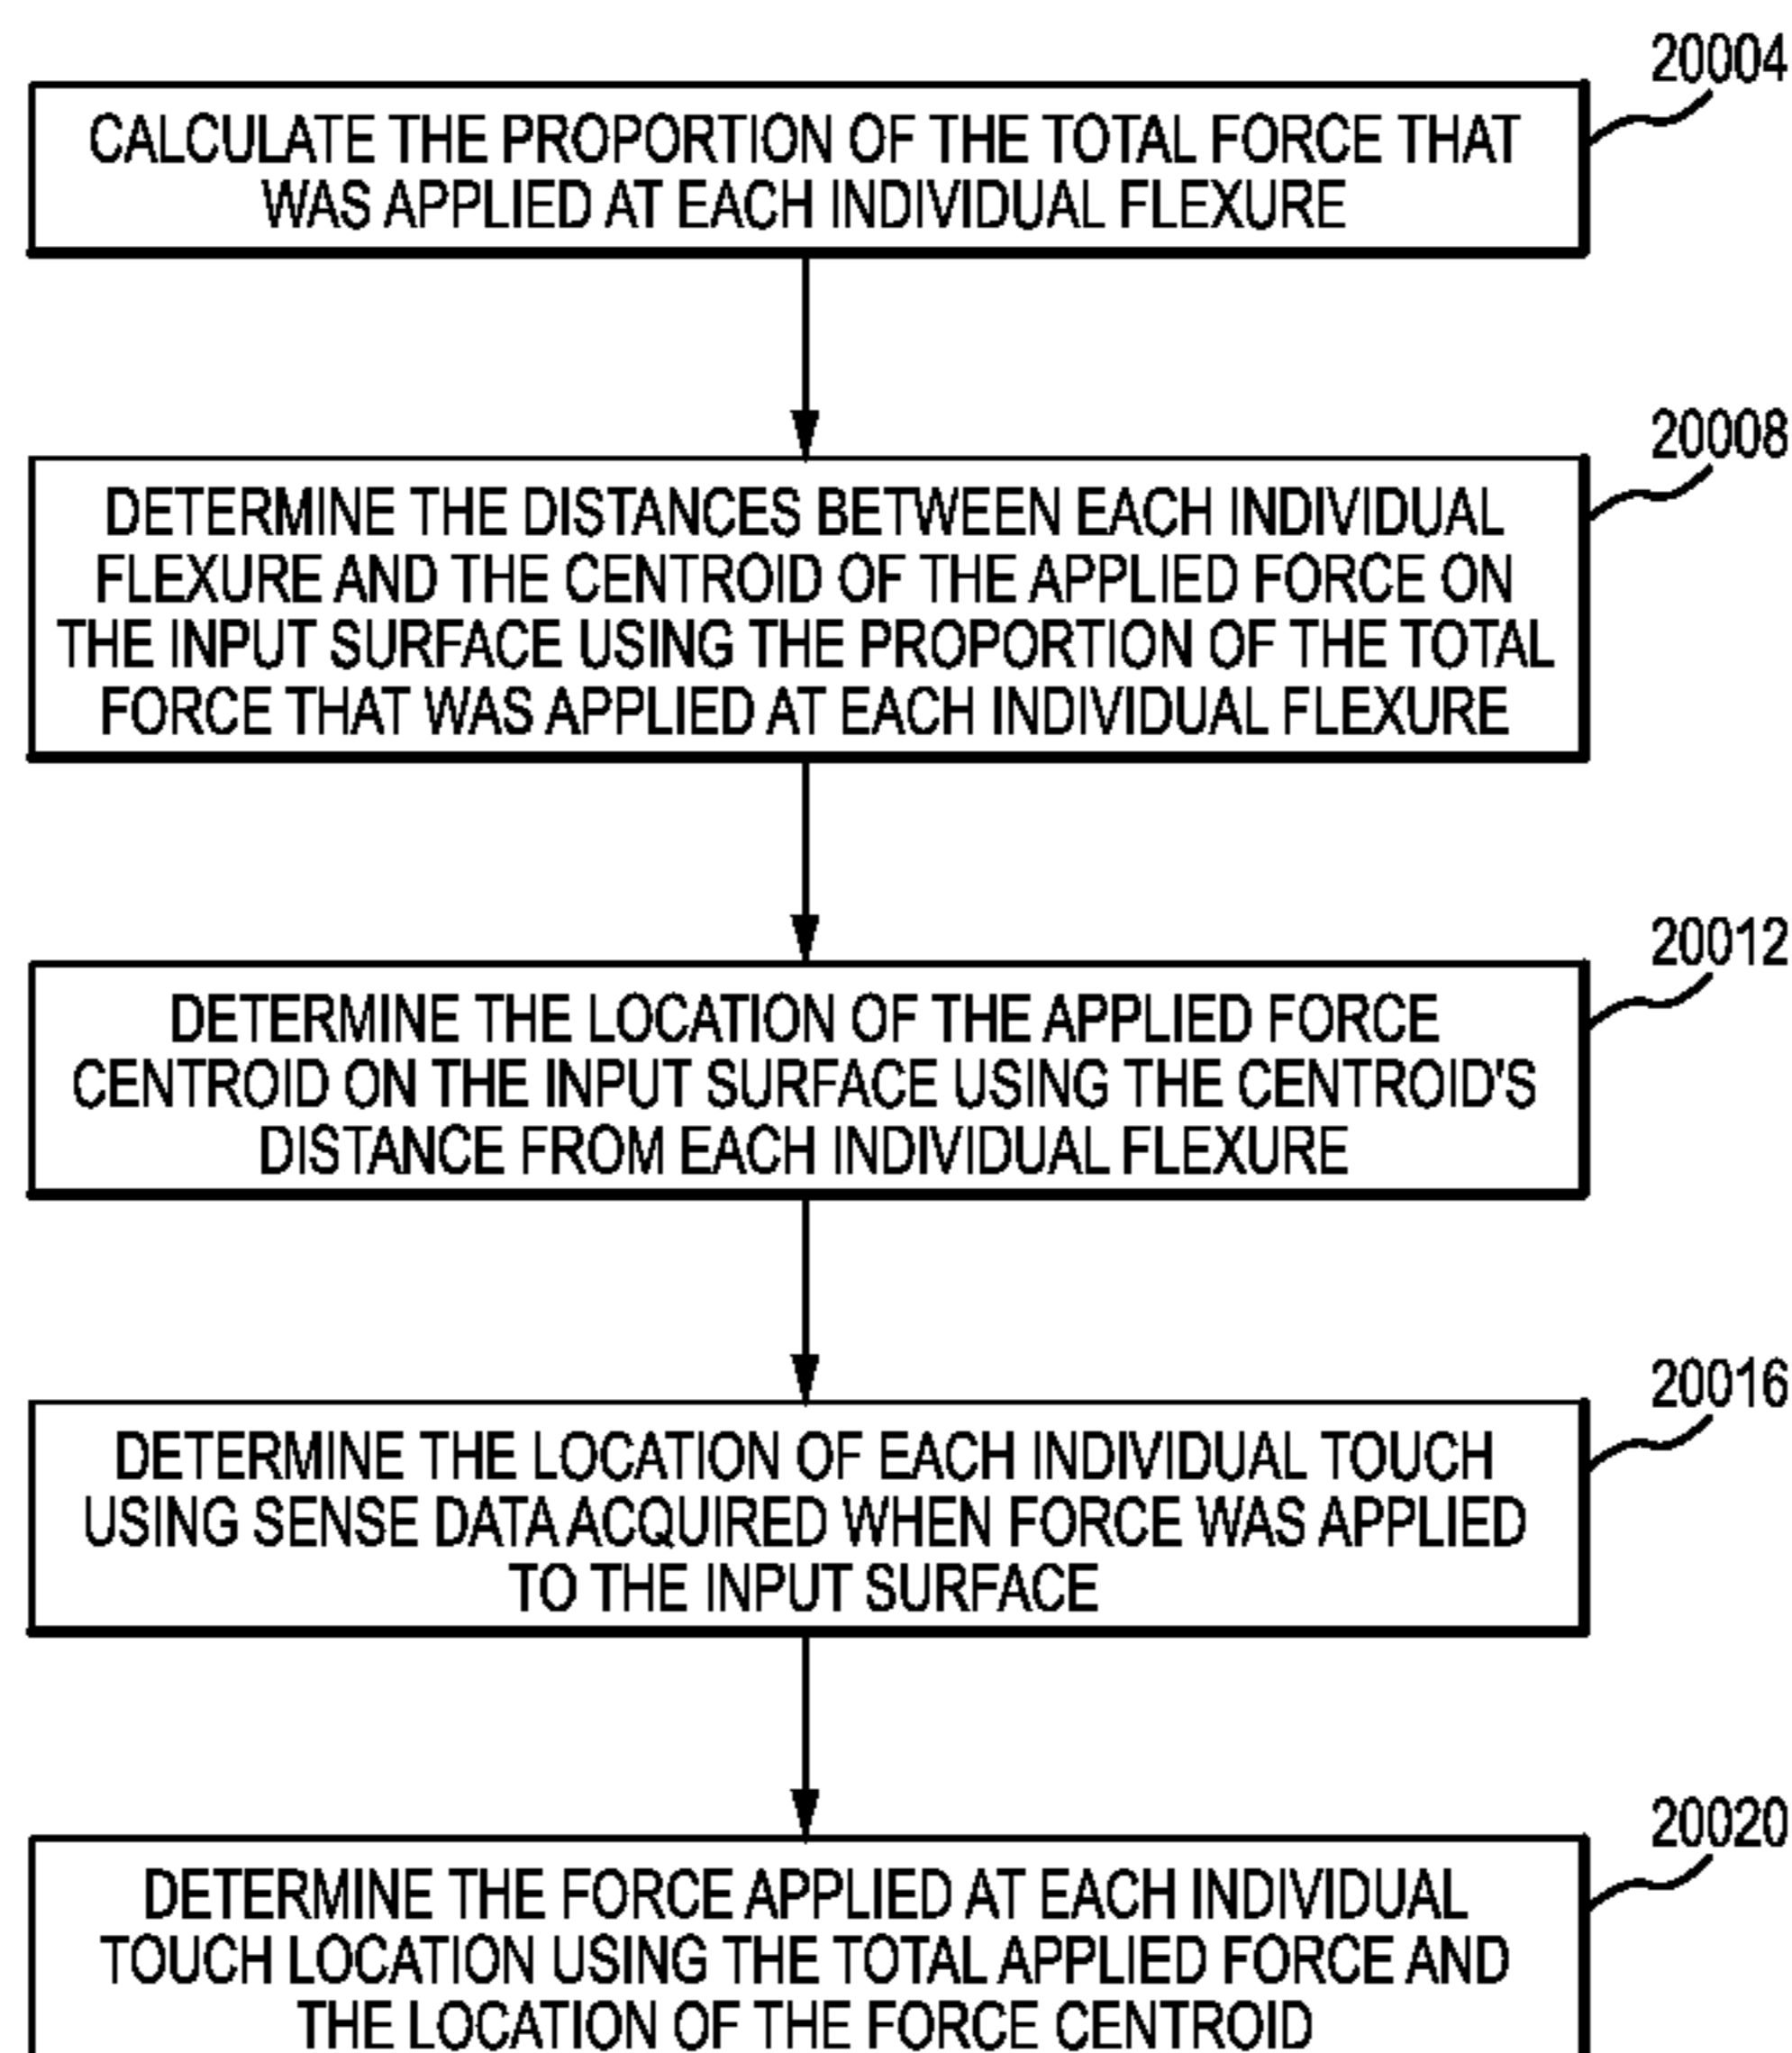 20004
CALCULATE THE PROPORTION OF THE TOTAL FORCE THAT
WAS APPLIED AT EACH INDIVIDUAL FLEXURE
20008
DETERMINE THE DISTANCES BETWEEN EACH INDIVIDUAL
FLEXURE AND THE CENTROID OF THE APPLIED FORCE ON
THE INPUT SURFACE USING THE PROPORTION OF THE TOTAL
FORCE THAT WAS APPLIED AT EACH INDIVIDUAL FLEXURE
20012
DETERMINE THE LOCATION OF THE APPLIED FORCE
CENTROID ON THE INPUT SURFACE USING THE CENTROID'S
DISTANCE FROM EACH INDIVIDUAL FLEXURE
20016
DETERMINE THE LOCATION OF EACH INDIVIDUAL TOUCH
USING SENSE DATA ACQUIRED WHEN FORCE WAS APPLIED
TO THE INPUT SURFACE
20020
DETERMINE THE FORCE APPLIED AT EACH INDIVIDUAL
TOUCH LOCATION USING THE TOTAL APPLIED FORCE AND
THE LOCATION OF THE FORCE CENTROID